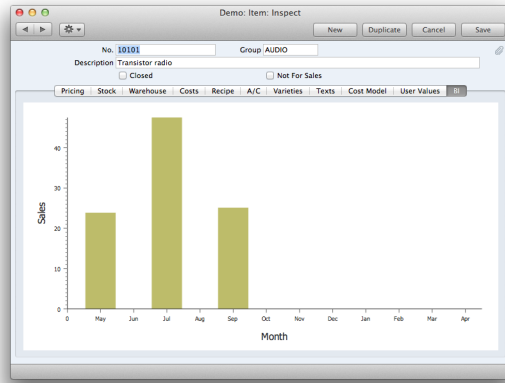 Demo: Item: Inspect
New Duplicate Cancel Save
No. 10101 Group AUDIO
Description Transistor radio
Closed Not For Sales
Pricing Stock Warehouse Costs Recipe A/C Varieties Texts Cost Model User Values BI
40
30
20
10
0
Sales
0 May Jun Jul Aug Sep Oct Nov Dec Jan Feb Mar Apr
Month